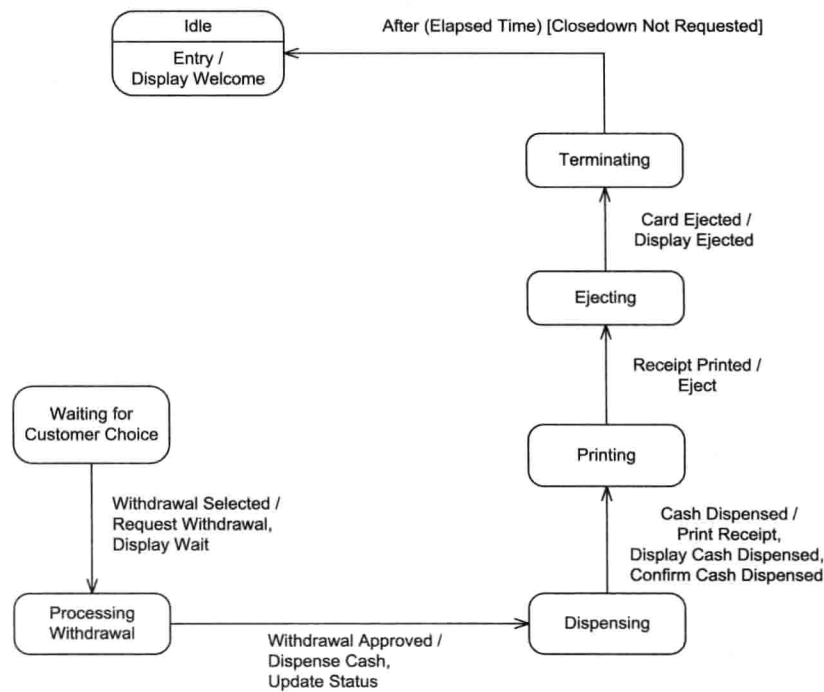 Idle
Entry /
Display Welcome
After (Elapsed Time) [Closedown Not Requested]
Terminating
Card Ejected /
Display Ejected
Ejecting
Receipt Printed /
Eject
Waiting for
Customer Choice
Printing
Withdrawal Selected /
Request Withdrawal,
Display Wait
Cash Dispensed /
Print Receipt,
Display Cash Dispensed,
Confirm Cash Dispensed
Processing
Withdrawal
Dispensing
Withdrawal Approved /
Dispense Cash,
Update Status